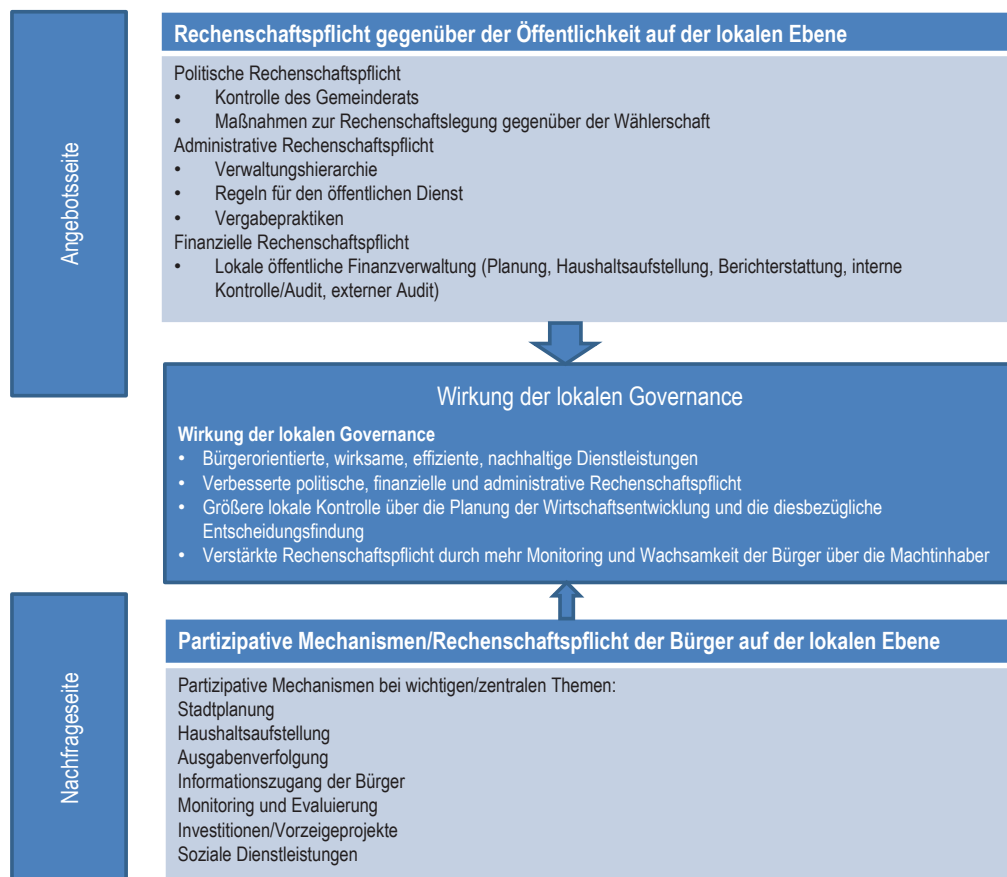 Angebotsseite
Rechenschaftspflicht gegenüber der Öffentlichkeit auf der lokalen Ebene
Politische Rechenschaftspflicht
• Kontrolle des Gemeinderats
• Maßnahmen zur Rechenschaftslegung gegenüber der Wählerschaft
Administrative Rechenschaftspflicht
• Verwaltungshierarchie
• Regeln für den öffentlichen Dienst
• Vergabepraktiken
Finanzielle Rechenschaftspflicht
• Lokale öffentliche Finanzverwaltung (Planung, Haushaltsaufstellung, Berichterstattung, interne
Kontrolle/Audit, externer Audit)
Wirkung der lokalen Governance
Wirkung der lokalen Governance
• Bürgerorientierte, wirksame, effiziente, nachhaltige Dienstleistungen
• Verbesserte politische, finanzielle und administrative Rechenschaftspflicht
• Größere lokale Kontrolle über die Planung der Wirtschaftsentwicklung und die diesbezügliche
Entscheidungsfindung
• Verstärkte Rechenschaftspflicht durch mehr Monitoring und Wachsamkeit der Bürger über die Machtinhaber
Nachfrageseite
Partizipative Mechanismen/Rechenschaftspflicht der Bürger auf der lokalen Ebene
Partizipative Mechanismen bei wichtigen/zentralen Themen:
Stadtplanung
Haushaltsaufstellung
Ausgabenverfolgung
Informationszugang der Bürger
Monitoring und Evaluierung
Investitionen/Vorzeigeprojekte
Soziale Dienstleistungen